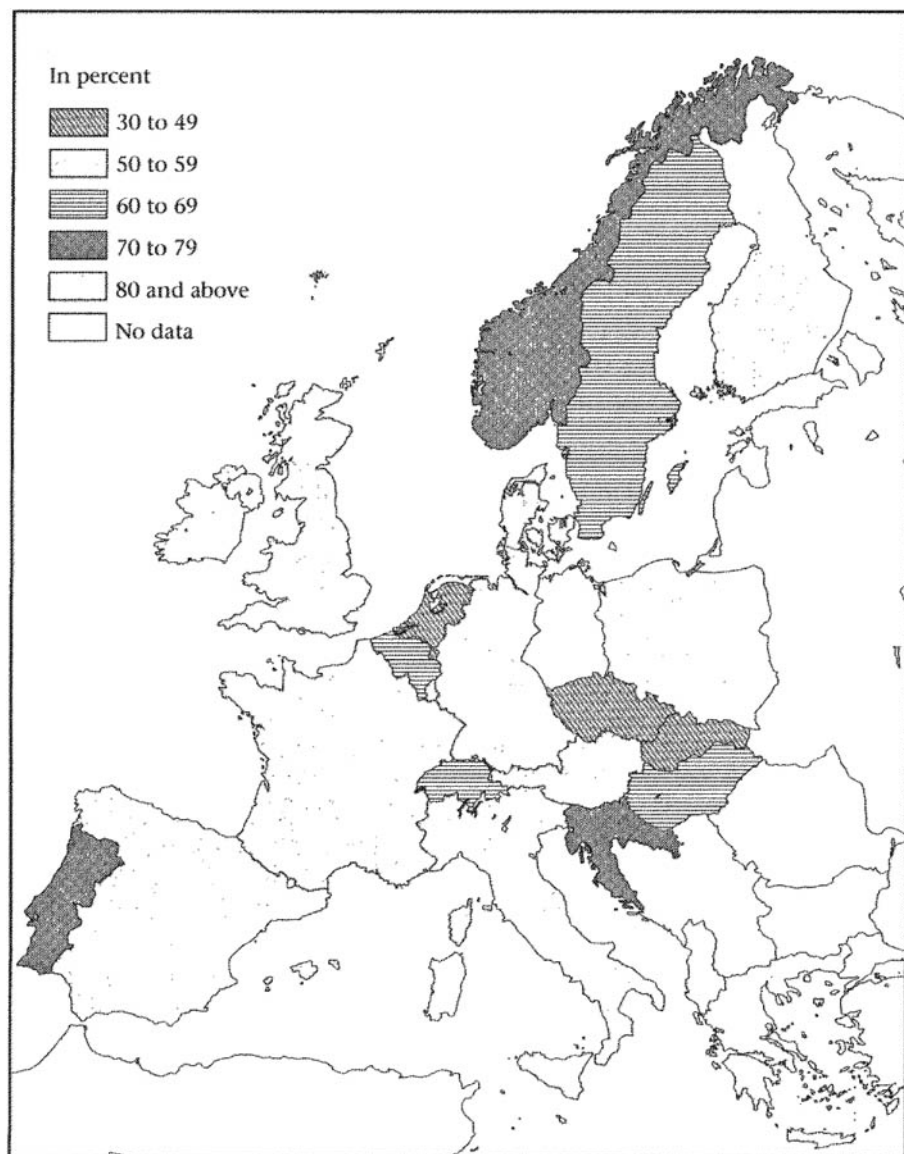 In percent
30 to 49
50 to 59
60 to 69
70 to 79
80 and above
No data